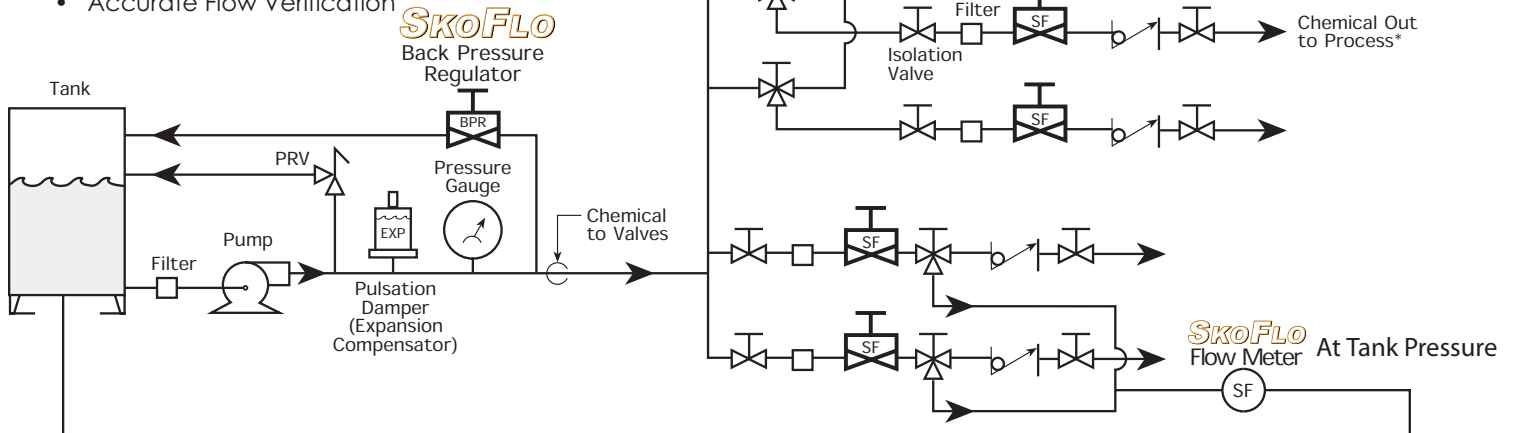 • Accurate Flow Verification
SKOFLO
Back Pressure
Regulator
Tank
BPR
PRV
Pressure
Gauge
EXP
Chemical
to Valves
Pump
Filter
Pulsation
Damper
(Expansion
Compensator)
Filter
SF
Chemical Out
to Process*
Isolation
Valve
SF
SF
SF
SKOFLO
Flow Meter
At Tank Pressure
SF